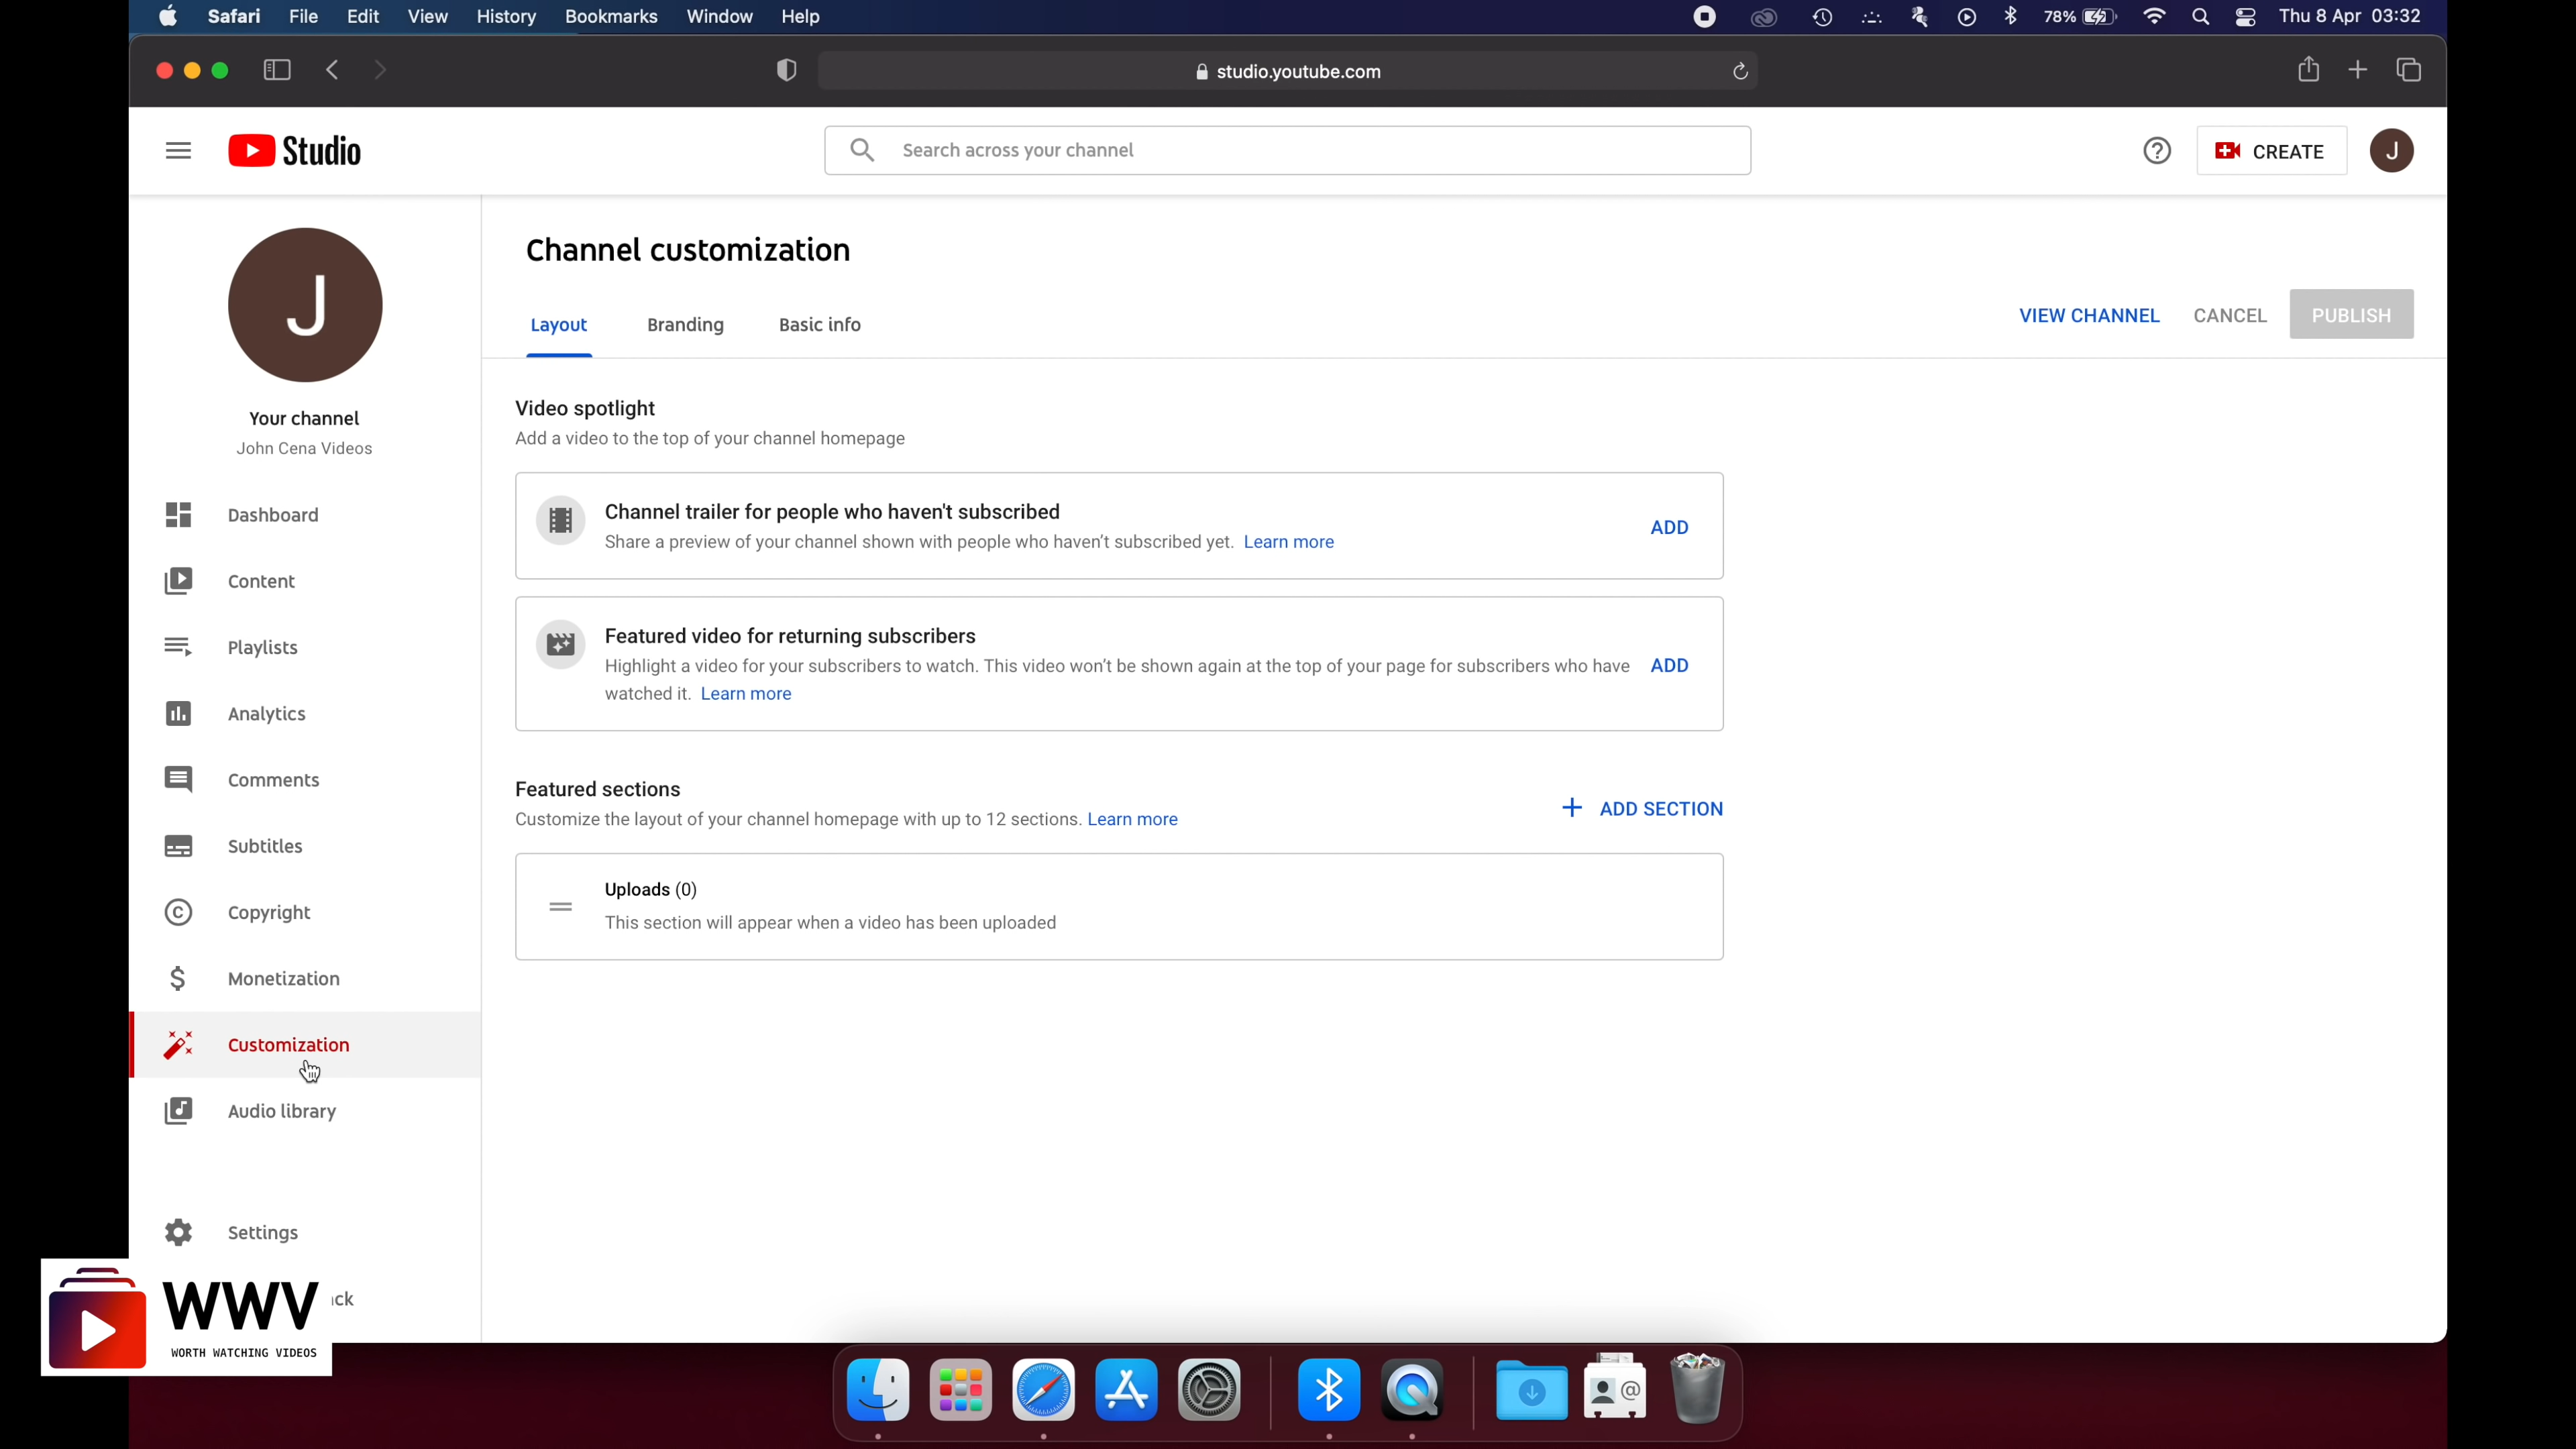 Safari File Edit View History Bookmarks Window Help 78% Thu 8 Apr 03:32
studio.youtube.com
Studio
Search across your channel
CREATE
J
J
Your channel
John Cena Videos
Dashboard
Content
Playlists
Analytics
Comments
Subtitles
Copyright
Monetization
Customization
Audio library
Settings
ck
Channel customization
Layout Branding Basic info
VIEW CHANNEL CANCEL PUBLISH
Video spotlight
Add a video to the top of your channel homepage
Channel trailer for people who haven't subscribed
Share a preview of your channel shown with people who haven't subscribed yet. Learn more
ADD
Featured video for returning subscribers
Highlight a video for your subscribers to watch. This video won't be shown again at the top of your page for subscribers who have
watched it. Learn more
ADD
Featured sections
Customize the layout of your channel homepage with up to 12 sections. Learn more
+ ADD SECTION
Uploads (0)
This section will appear when a video has been uploaded
WWV
WORTH WATCHING VIDEOS